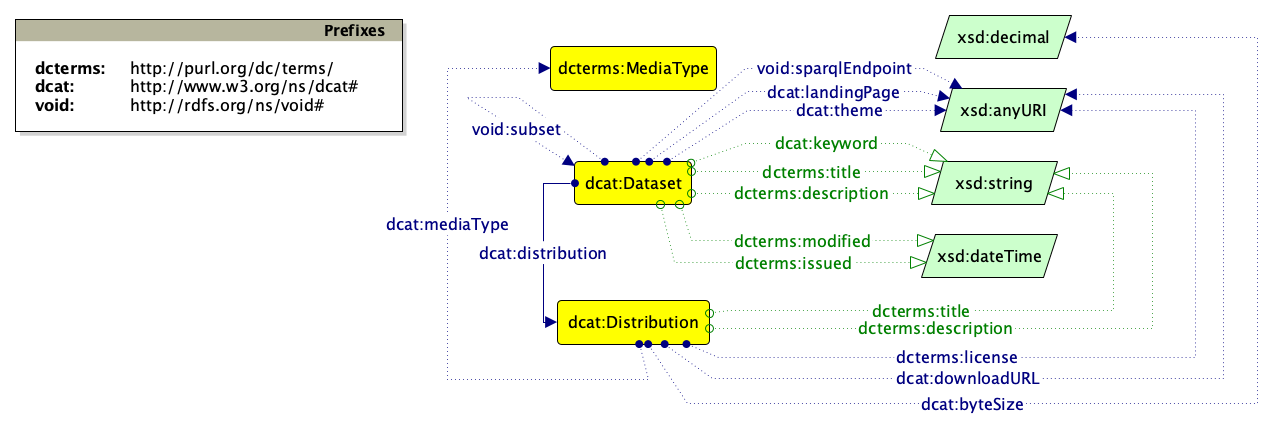 Prefixes
dcterms: http://purl.org/dc/terms/
dcat: http://www.w3.org/ns/dcat#
void: http://rdfs.org/ns/void#
xsd:decimal
dcterms:MediaType
void:sparqlEndpoint
dcat:landingPage
dcat:theme
xsd:anyURI
void:subset
dcat:keyword
dcterms:title
dcterms:description
dcat:Dataset
xsd:string
dcat:mediaType
dcterms:modified
dcterms:issued
xsd:dateTime
dcat:distribution
dcat:Distribution
dcterms:title
dcterms:description
dcterms:license
dcat:downloadURL
dcat:byteSize